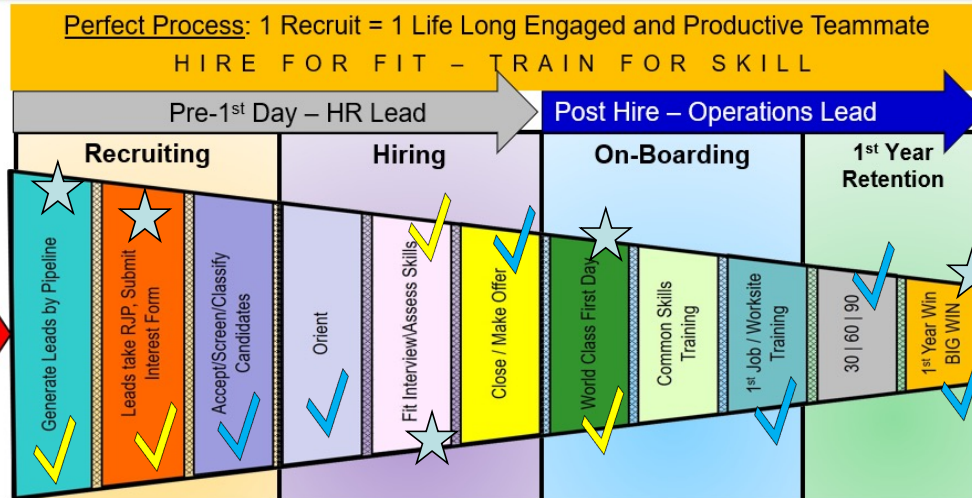 Perfect Process: 1 Recruit = 1 Life Long Engaged and Productive Teammate
HIRE FOR FIT – TRAIN FOR SKILL
Pre-1st Day – HR Lead
Post Hire – Operations Lead
Recruiting
Hiring
On-Boarding
1st Year
Retention
Generate Leads by Pipeline
Leads take RJP, Submit
Interest Form
Accept/Screen/Classify
Candidates
Orient
Fit Interview\Assess Skills
Close / Make Offer
World Class First Day
Common Skills
Training
1st Job / Worksite
Training
30 | 60 | 90
1st Year Win
BIG WIN